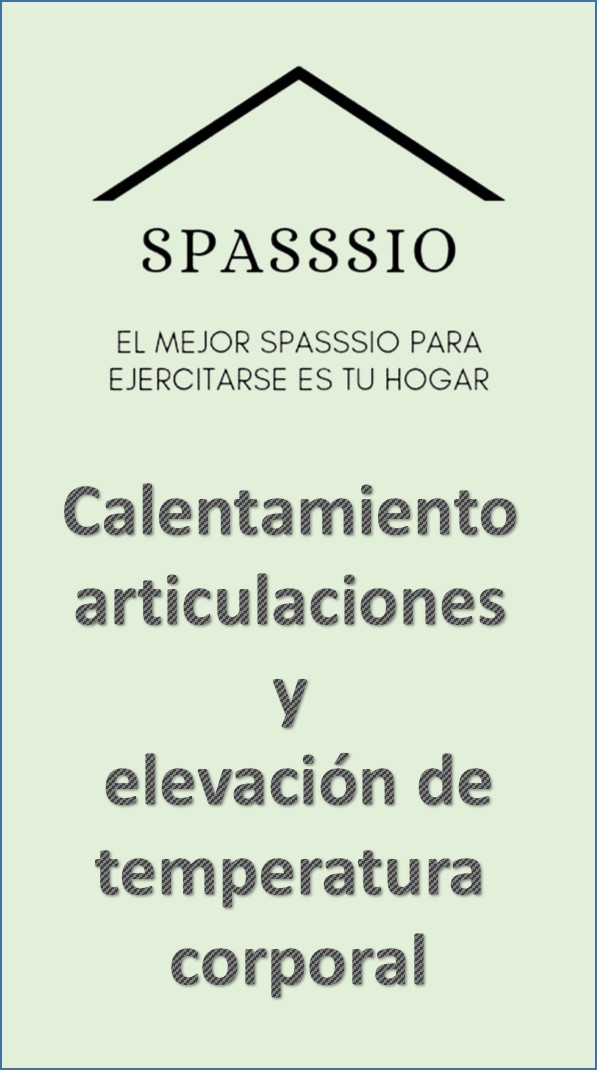 SPASSSIO
EL MEJOR SPASSSIO PARA
EJERCITARSE ES TU HOGAR
Calentamiento
articulaciones
y
elevación de
temperatura
corporal